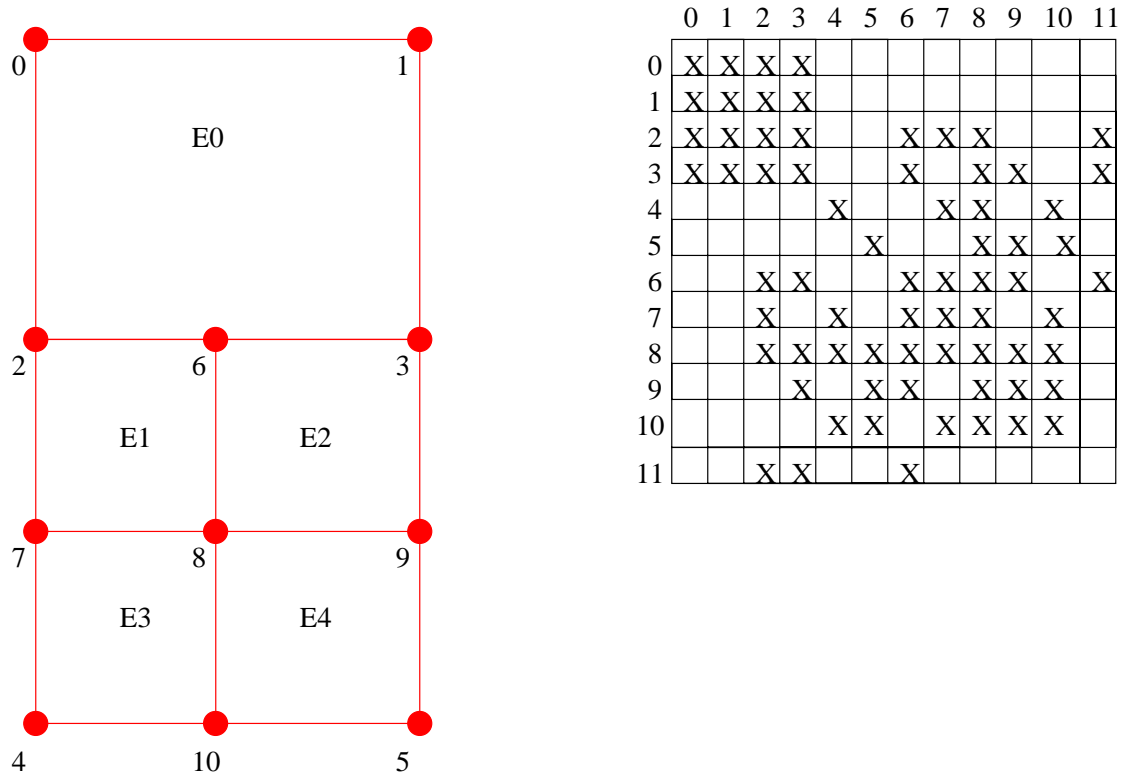 0 1
E0
2 6 3
E1 E2
7 8 9
E3 E4
4 10 5
0 1 2 3 4 5 6 7 8 9 10 11
0 X X X X
1 X X X X
2 X X X X X X X X
3 X X X X X X X X
4 X X X X
5 X X X X
6 X X X X X X X
7 X X X X X X
8 X X X X X X X X X
9 X X X X X X
10 X X X X X X
11 X X X